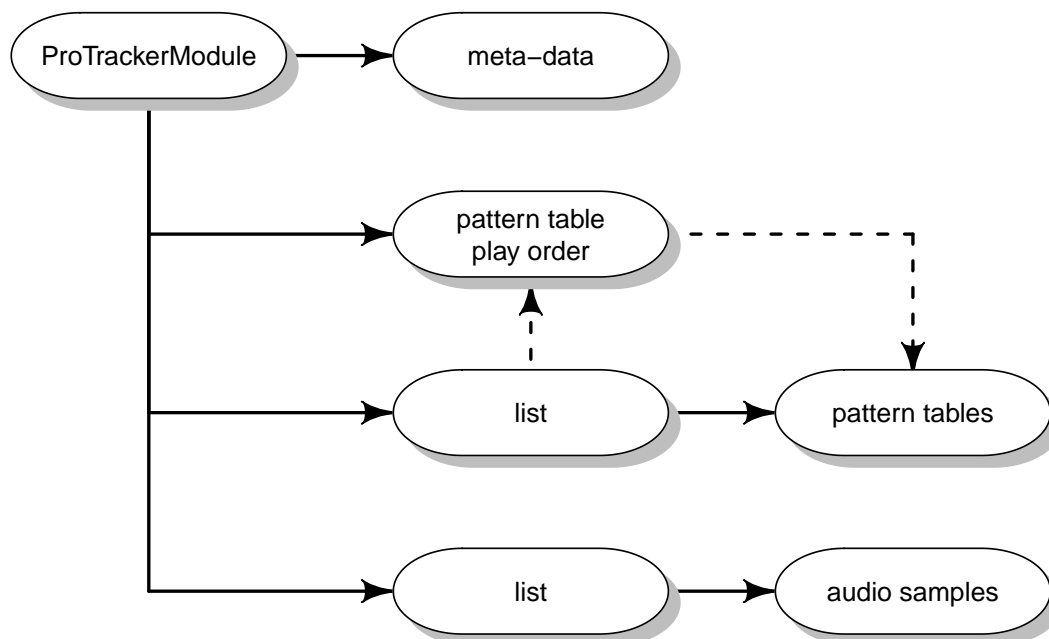 ProTrackerModule
meta−data
pattern table
play order
list
pattern tables
list
audio samples